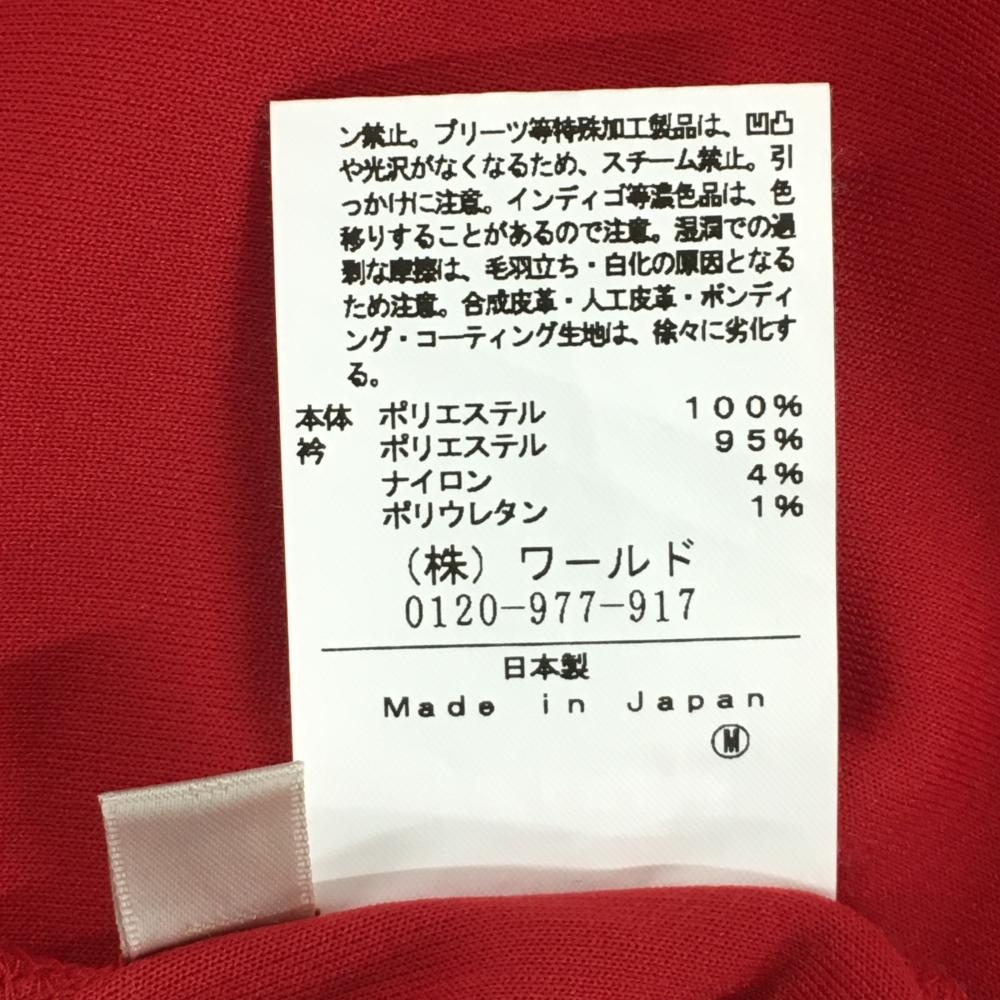 ン禁止。プリーツ等特殊加工製品は、凹凸
や光沢がなくなるため、スチーム禁止。引
っかけに注意。インディゴ等濃色品は、色
移りすることがあるので注意。湿潤での過
剰な摩擦は、毛羽立ち・白化の原因となる
ため注意。合成皮革・人工皮革・ボンディ
ング・コーティング生地は、徐々に劣化す
る。
本体 ポリエステル 100%
衿 ポリエステル 95%
ナイロン 4%
ポリウレタン 1%
(株) ワールド
0120-977-917
日本製
Made in Japan
Ⓜ